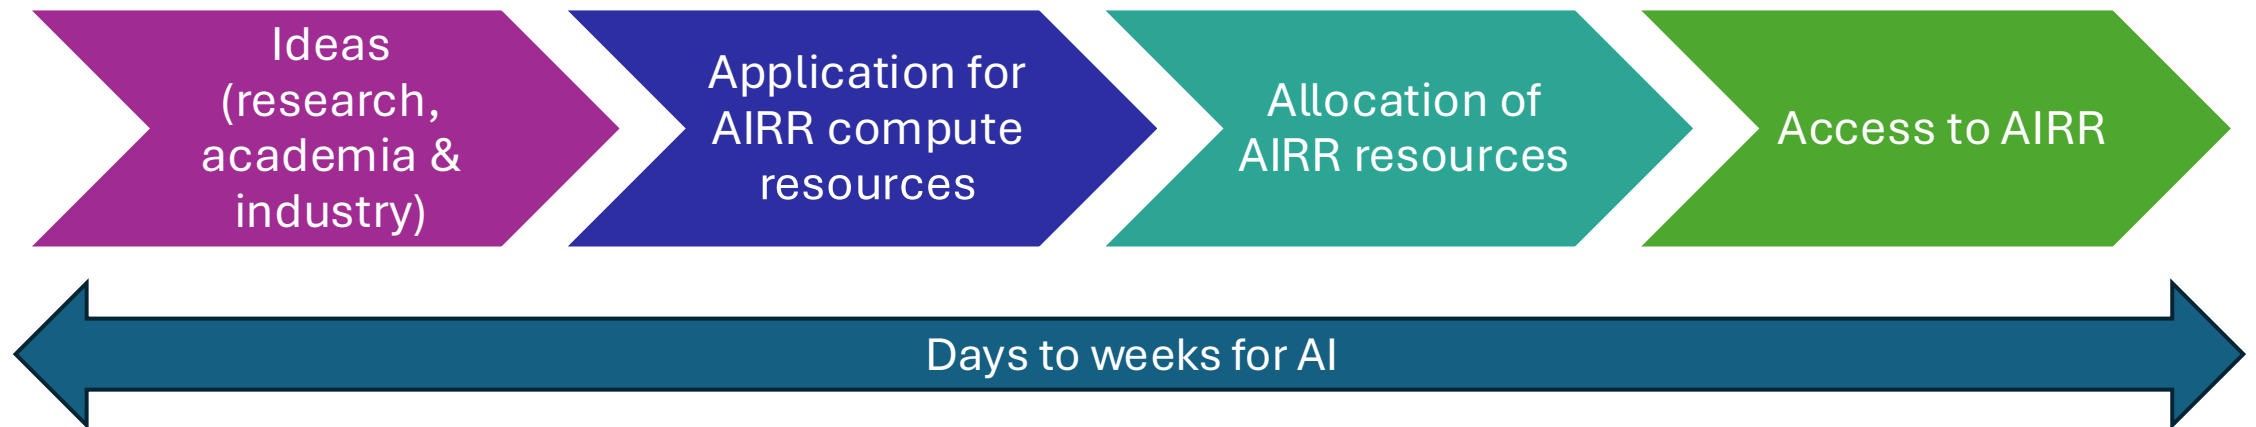 Ideas
(research,
academia &
industry)
Application for
AIRR compute
resources
Allocation of
AIRR resources
Access to AIRR
Days to weeks for AI